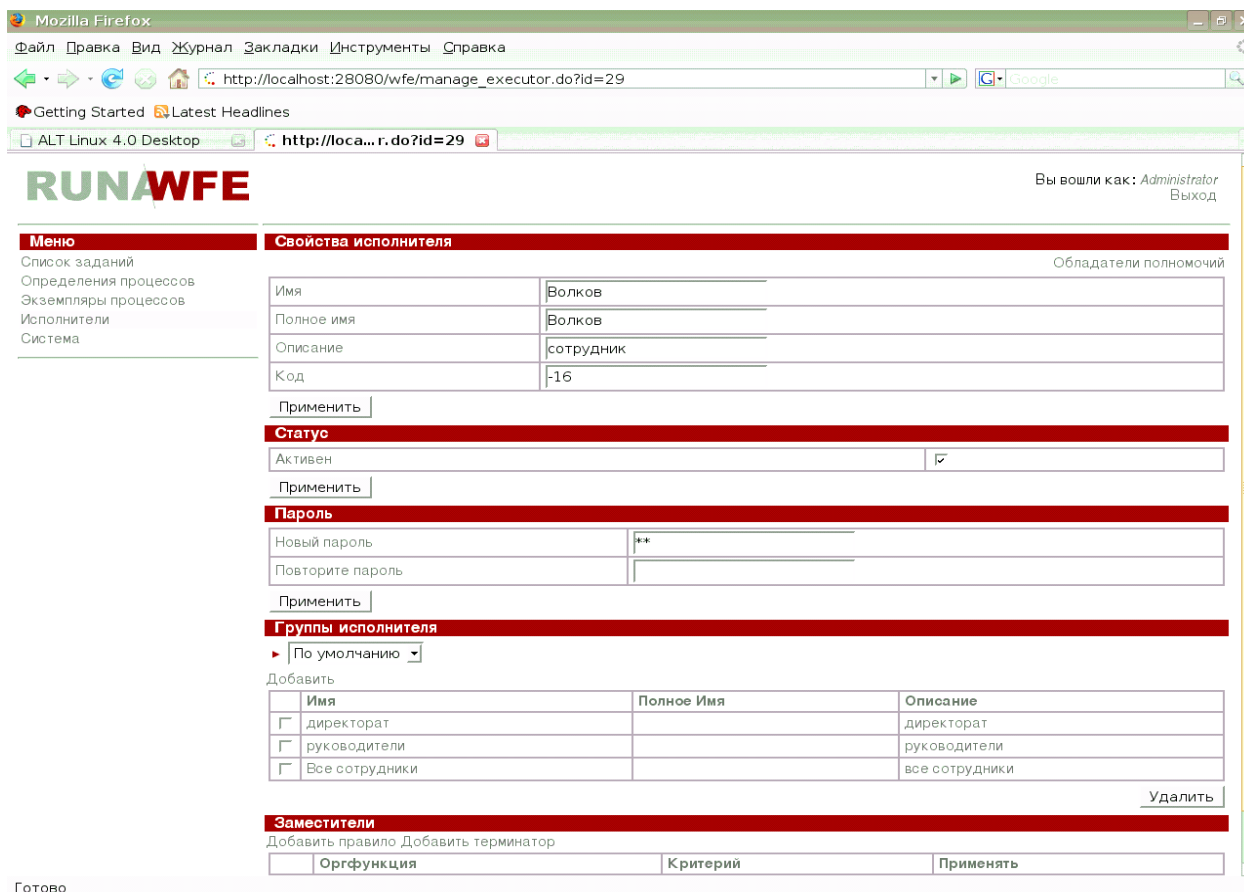 Mozilla Firefox
Файл Правка Вид Журнал Закладки Инструменты Справка
http://localhost:28080/wfe/manage_executor.do?id=29
G Google
Getting Started Latest Headlines
ALT Linux 4.0 Desktop http://loca...r.do?id=29
RUNAWFE
Вы вошли как: Administrator
Выход
Меню
Список заданий
Определения процессов
Экземпляры процессов
Исполнители
Система
Свойства исполнителя
Обладатели полномочий
Имя Волков
Полное имя Волков
Описание сотрудник
Код -16
Применить
Статус
Активен
Применить
Пароль
Новый пароль **
Повторите пароль
Применить
Группы исполнителя
По умолчанию
Добавить
Имя Полное Имя Описание
директорат директорат
руководители руководители
Все сотрудники все сотрудники
Удалить
Заместители
Добавить правило Добавить терминатор
Оргфункция Критерий Применять
Готово